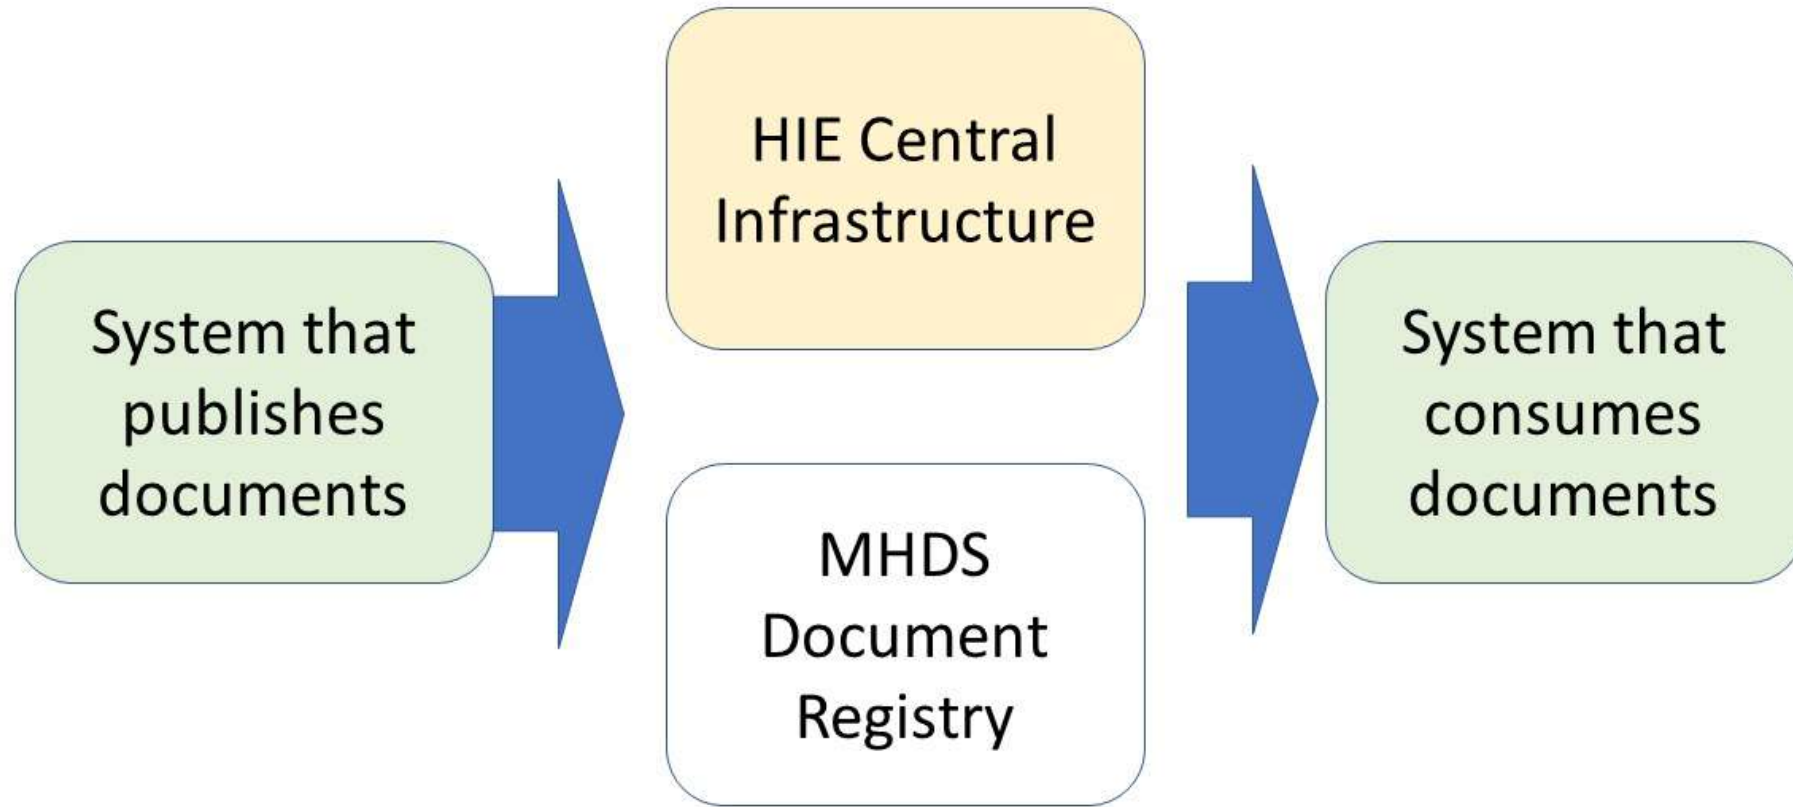 System that
publishes
documents
HIE Central
Infrastructure
MHDS
Document
Registry
System that
consumes
documents